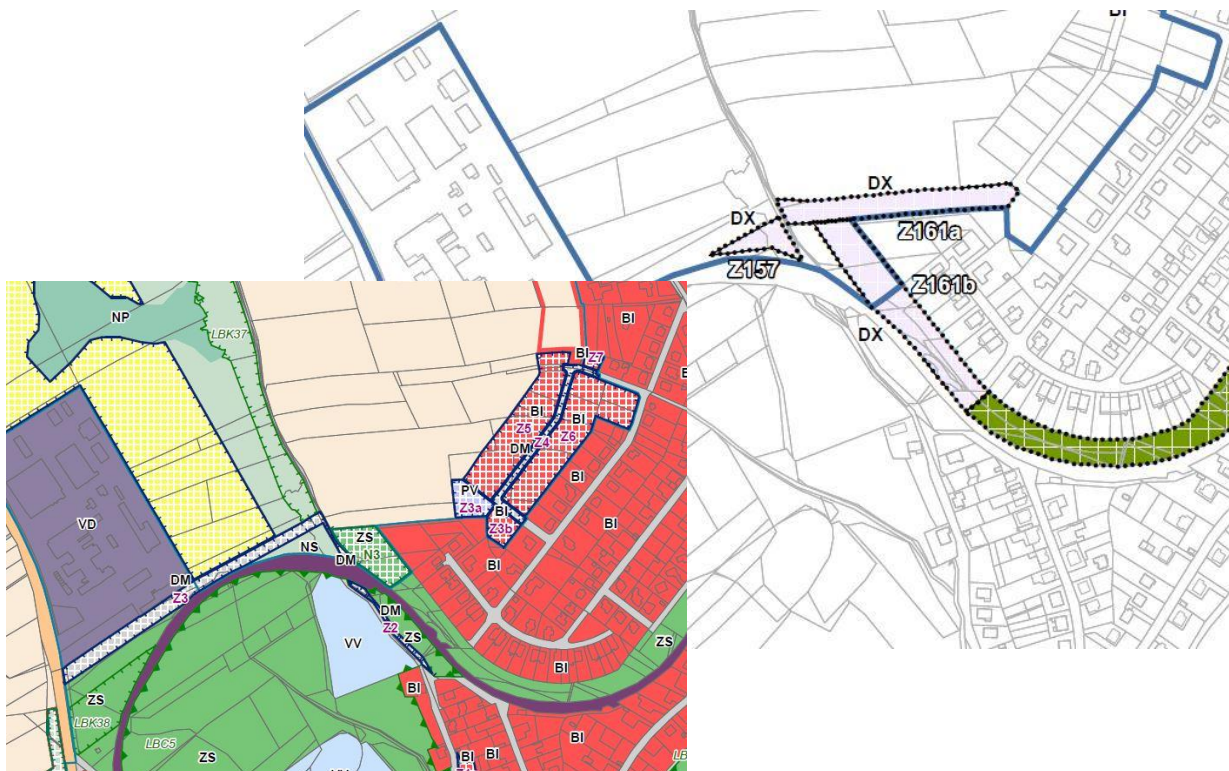 BI
DX
DX
Z161a
Z157
Z161b
DX
NP
LBK37
BI
BI
Z7
BI
Z5
BI
Z4
Z6
DM
BI
PV
Z3a
BI
Z3b
BI
VD
ZS
N3
NS
DM
BI
DM
Z3
DM
Z2
ZS
VV
ZS
BI
BI
ZS
LBK38
LBC5
ZS
BI
BI
BI